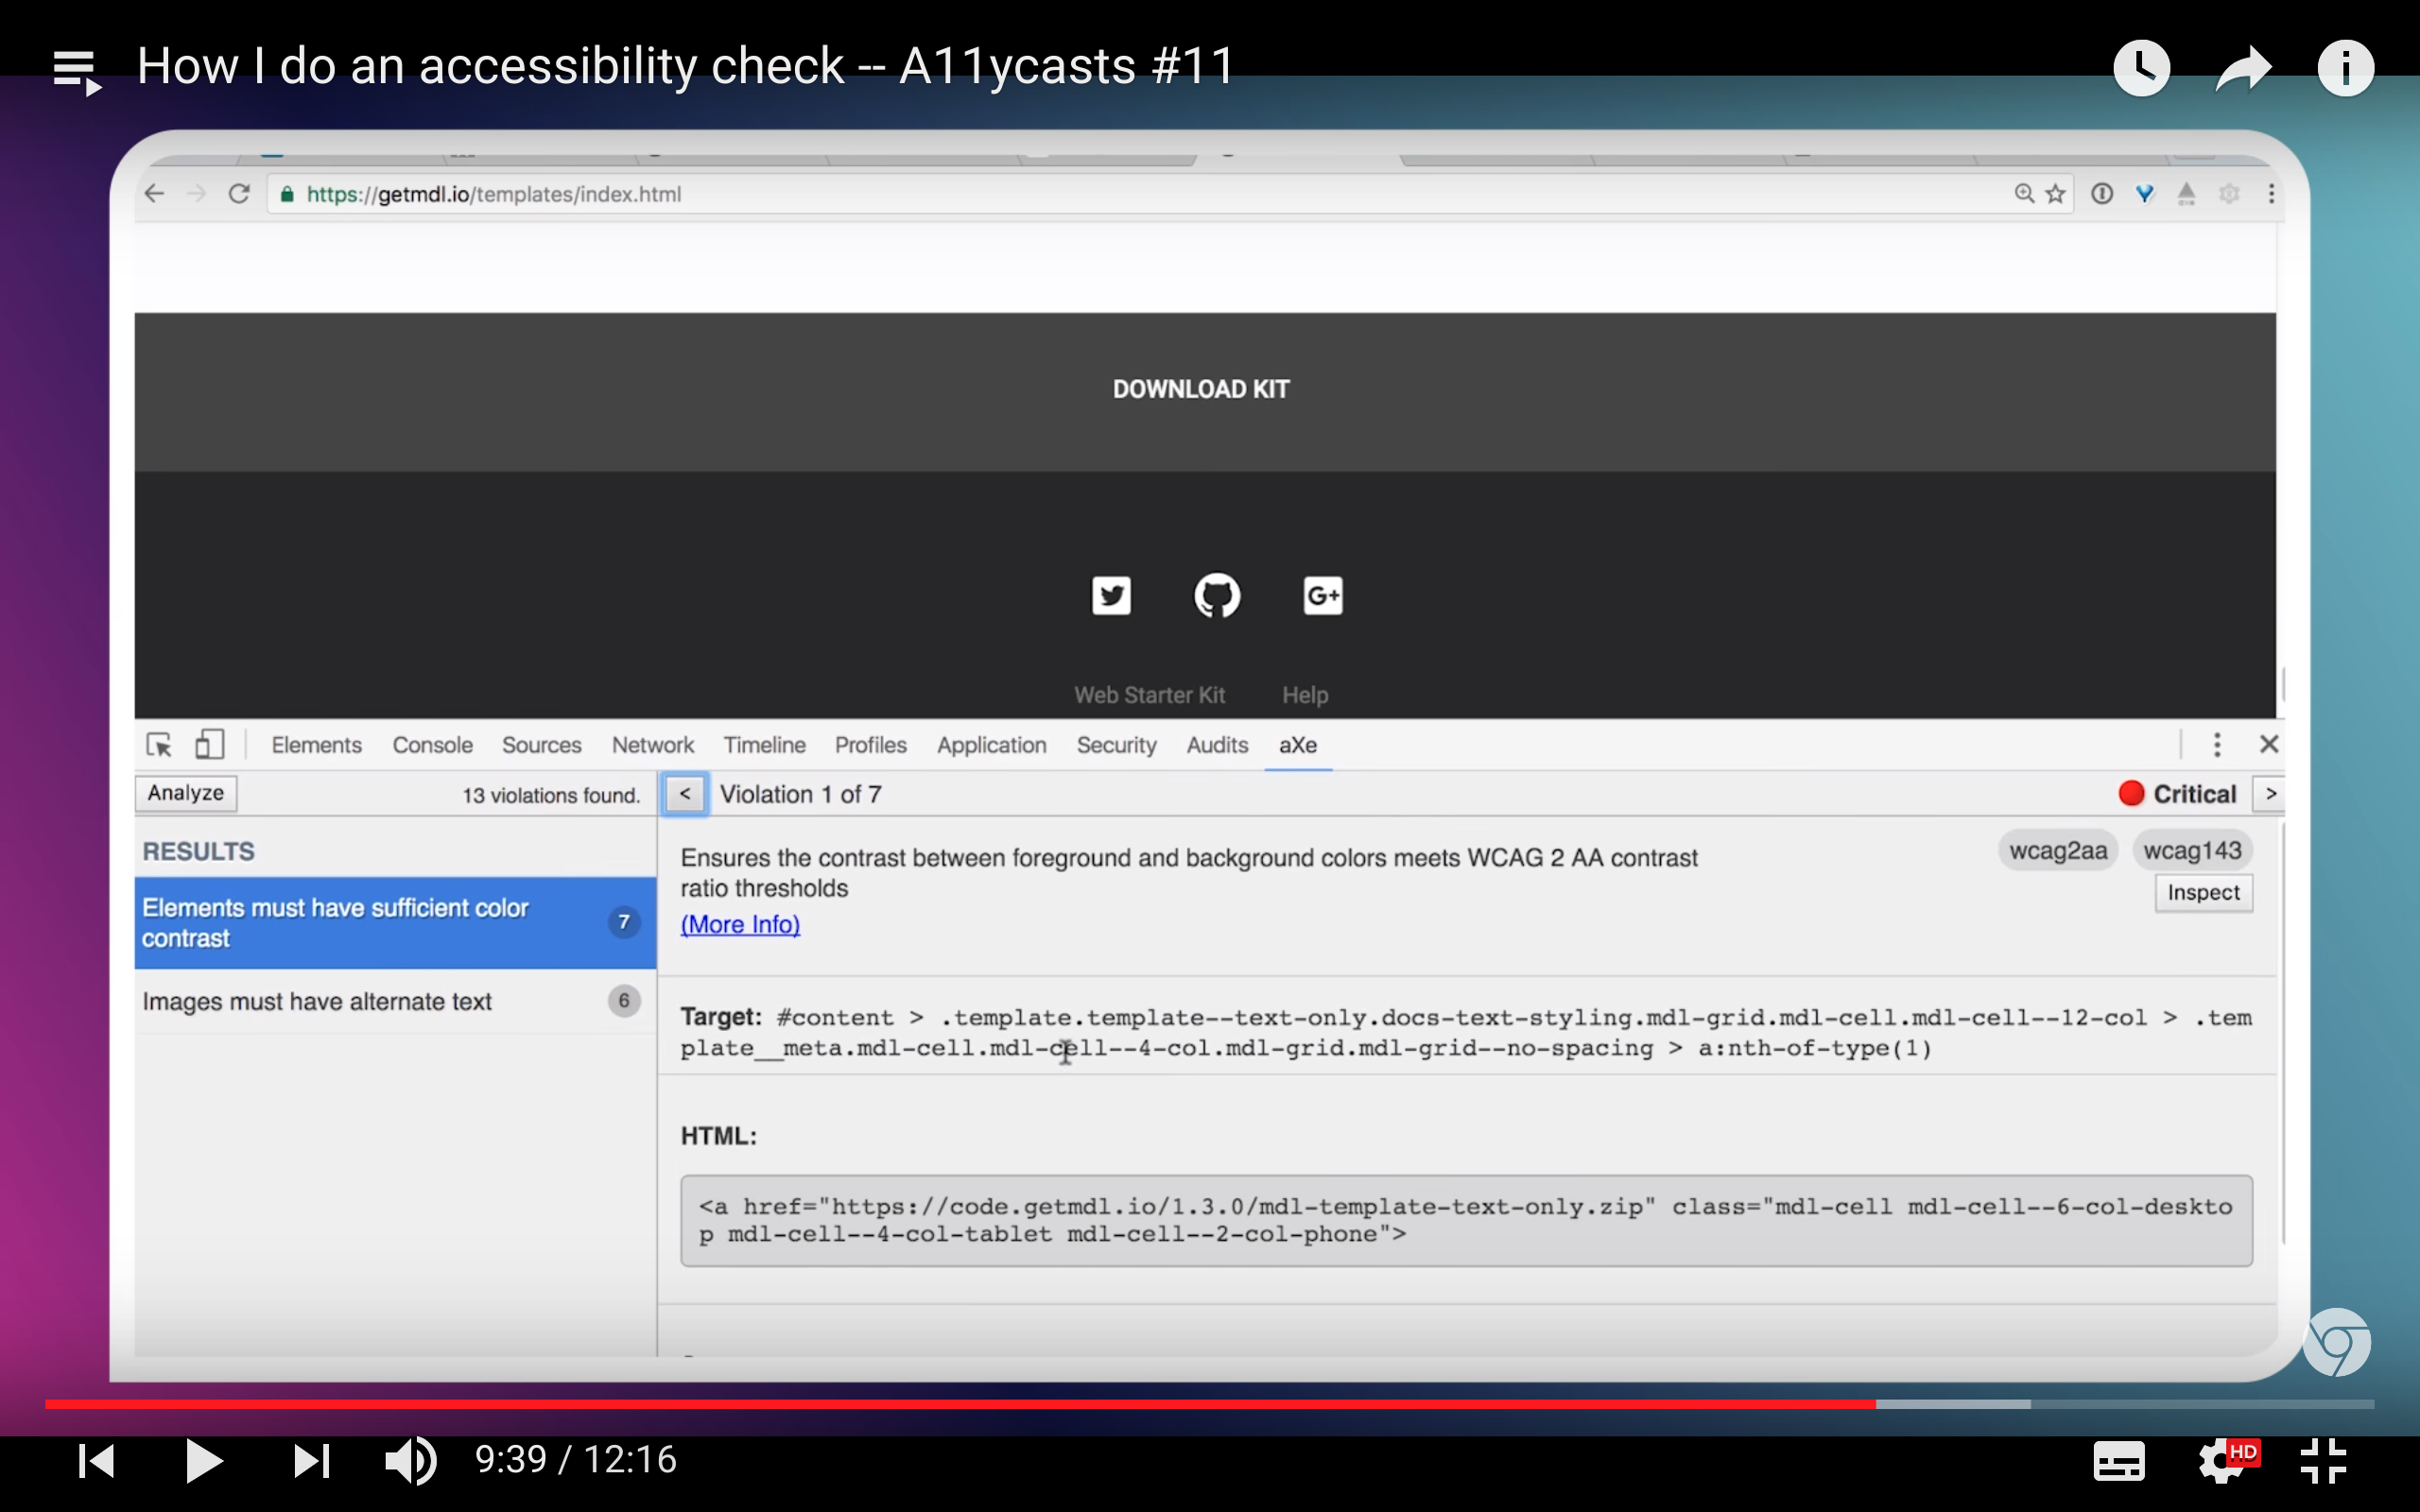 How I do an accessibility check -- A11ycasts #11
https://getmdl.io/templates/index.html
DOWNLOAD KIT
G+
Web Starter Kit Help
Elements Console Sources Network Timeline Profiles Application Security Audits aXe
Analyze 13 violations found. < Violation 1 of 7 Critical >
RESULTS
Elements must have sufficient color
contrast
7
Images must have alternate text 6
Ensures the contrast between foreground and background colors meets WCAG 2 AA contrast
ratio thresholds
(More Info)
wcag2aa wcag143
Inspect
Target: #content > .template.template--text-only.docs-text-styling.mdl-grid.mdl-cell.mdl-cell--12-col > .tem
plate__meta.mdl-cell.mdl-cell--4-col.mdl-grid.mdl-grid--no-spacing > a:nth-of-type(1)
HTML:
<a href="https://code.getmdl.io/1.3.0/mdl-template-text-only.zip" class="mdl-cell mdl-cell--6-col-deskto
p mdl-cell--4-col-tablet mdl-cell--2-col-phone">
9:39 / 12:16
HD